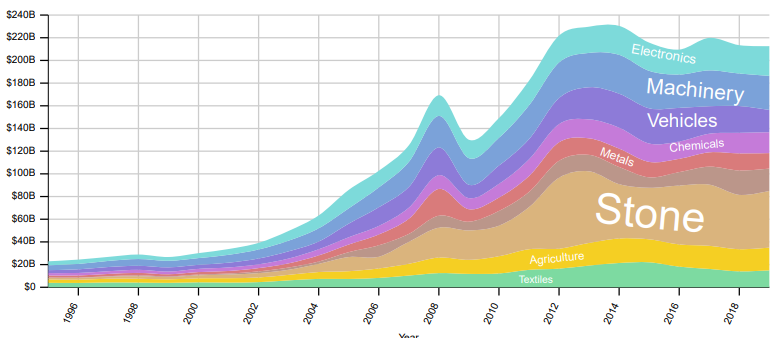 $240B
$220B
$200B
$180B
$160B
$140B
$120B
$100B
$80B
$60B
$40B
$20B
$0
Electronics
Machinery
Vehicles
Chemicals
Metals
Stone
Agriculture
Textiles
1996
1998
2000
2002
2004
2006
2008
2010
2012
2014
2016
2018
Year